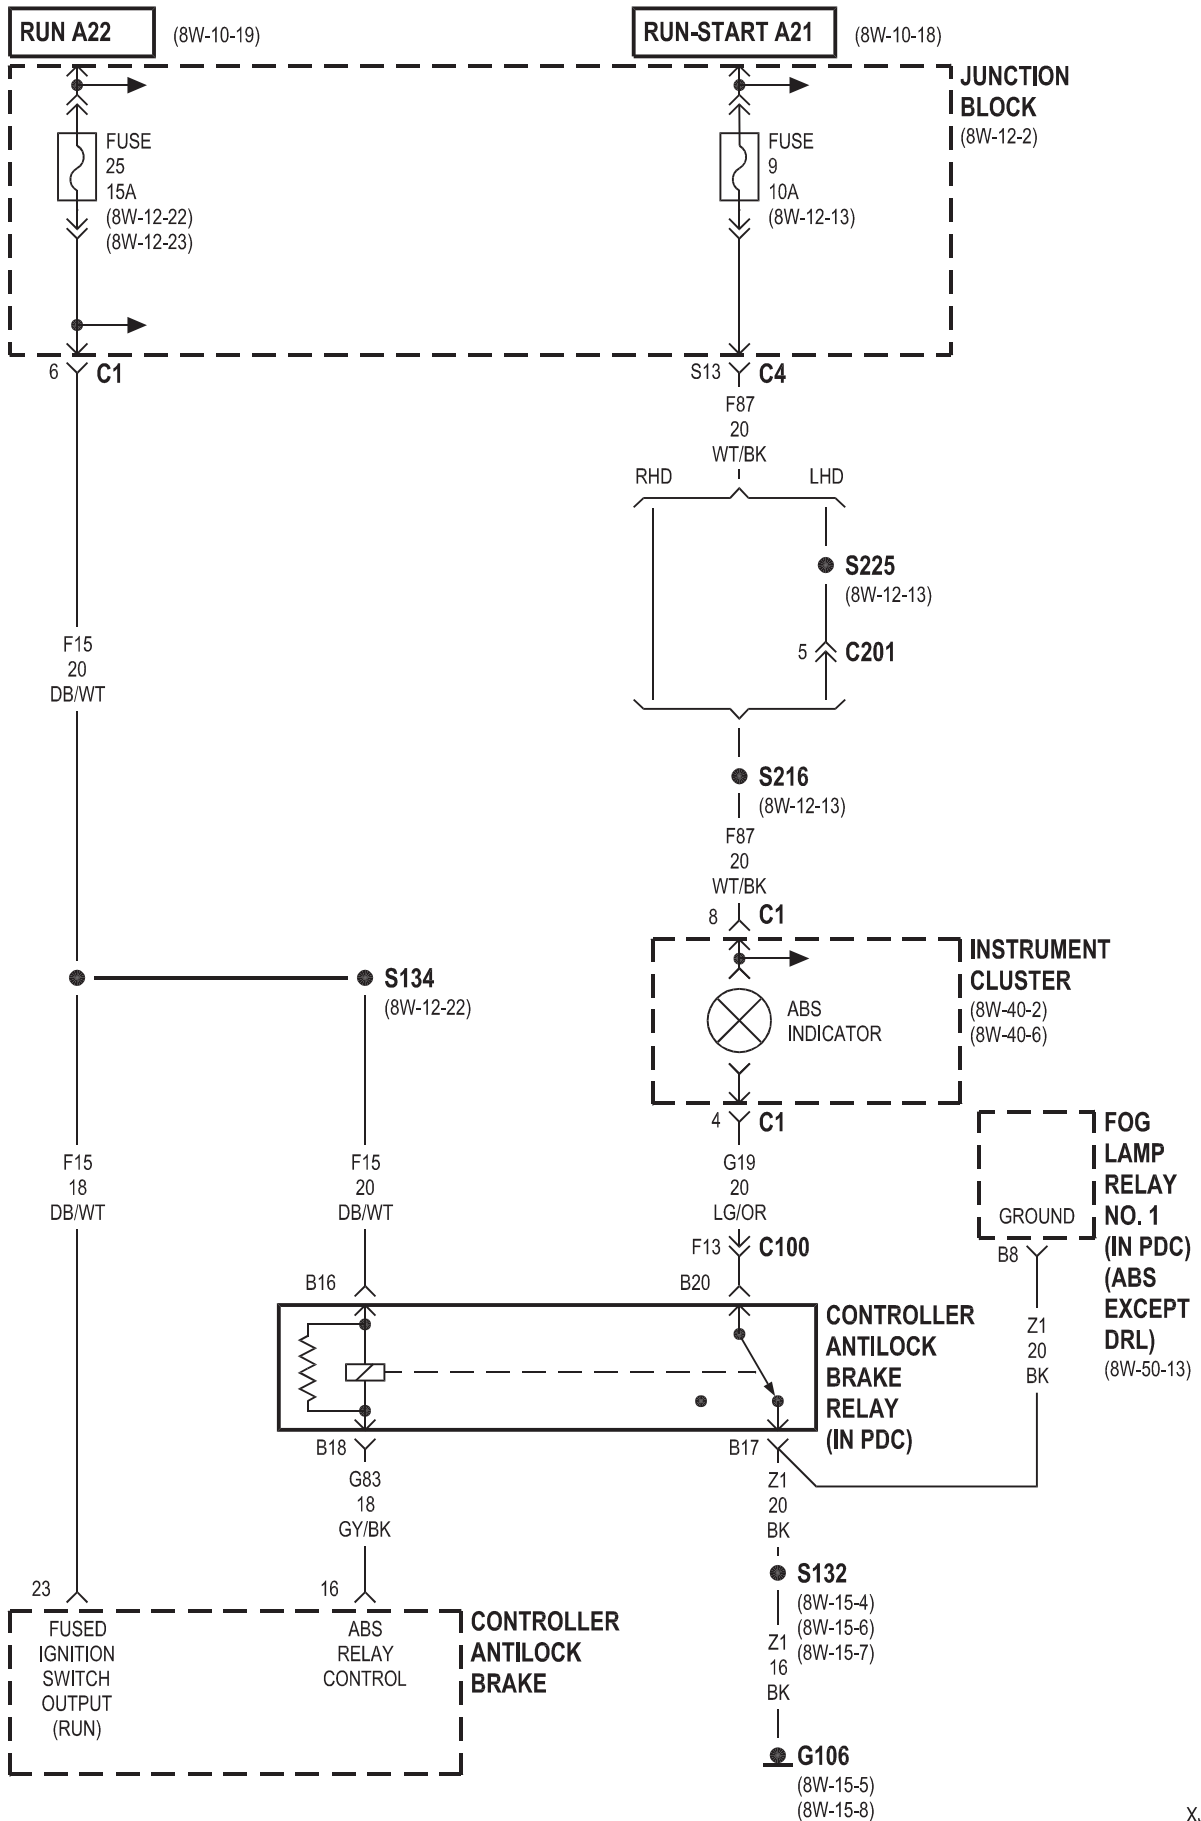 RUN A22 (8W-10-19)
RUN-START A21 (8W-10-18)
JUNCTION
BLOCK
(8W-12-2)
FUSE
25
15A
(8W-12-22)
(8W-12-23)
FUSE
9
10A
(8W-12-13)
6 C1
S13 C4
F87
20
WT/BK
RHD LHD
S225
(8W-12-13)
5 C201
F15
20
DB/WT
S216
(8W-12-13)
F87
20
WT/BK
8 C1
INSTRUMENT
CLUSTER
(8W-40-2)
(8W-40-6)
S134
(8W-12-22)
ABS
INDICATOR
4 C1
FOG
LAMP
RELAY
NO. 1
(IN PDC)
(ABS
EXCEPT
DRL)
(8W-50-13)
GROUND
B8
F15
18
DB/WT
F15
20
DB/WT
G19
20
LG/OR
F13 C100
B16
B20
CONTROLLER
ANTILOCK
BRAKE
RELAY
(IN PDC)
Z1
20
BK
B18
B17
G83
18
GY/BK
Z1
20
BK
S132
(8W-15-4)
(8W-15-6)
(8W-15-7)
23
16
FUSED
IGNITION
SWITCH
OUTPUT
(RUN)
ABS
RELAY
CONTROL
CONTROLLER
ANTILOCK
BRAKE
Z1
16
BK
G106
(8W-15-5)
(8W-15-8)